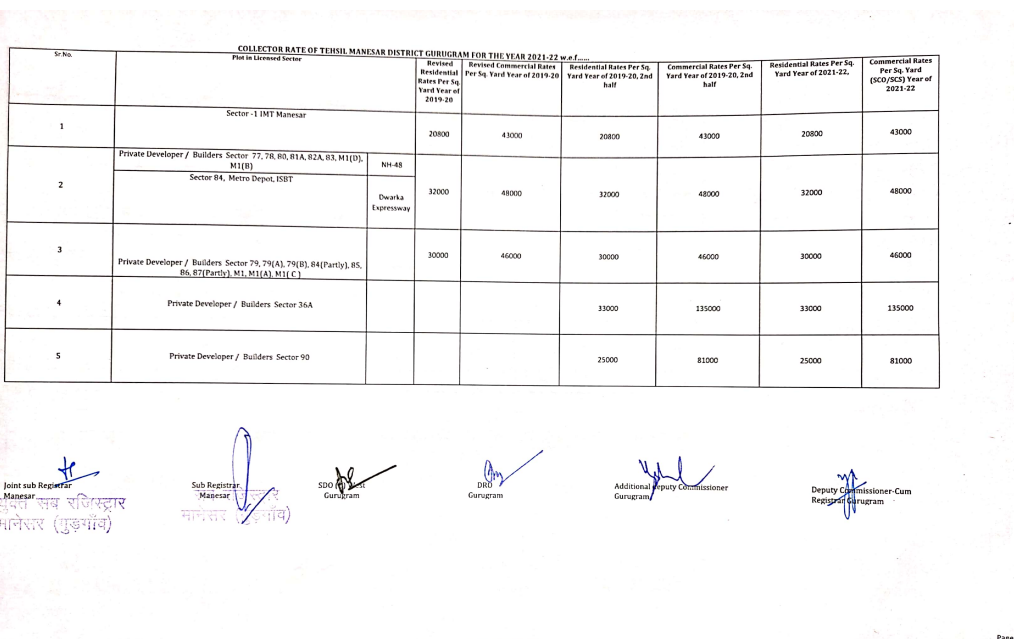 COLLECTOR RATE OF TEHSIL MANESAR DISTRICT GURUGRAM FOR THE YEAR 2021-22 w.e.f......
Sr.No.
Plot in Licensed Sector
Revised Residential Rates Per Sq. Yard Year of 2019-20
Revised Commercial Rates Per Sq. Yard Year of 2019-20
Residential Rates Per Sq. Yard Year of 2019-20, 2nd half
Commercial Rates Per Sq. Yard Year of 2019-20, 2nd half
Residential Rates Per Sq. Yard Year of 2021-22,
Commercial Rates Per Sq. Yard (SCO/SCS) Year of 2021-22
1 Sector -1 IMT Manesar 20800 43000 20800 43000 20800 43000
2 Private Developer / Builders Sector 77, 78, 80, 81A, 82A, 83, M1(D), M1(B) NH-48
Sector 84, Metro Depot, ISBT Dwarka Expressway
32000 48000 32000 48000 32000 48000
3 Private Developer / Builders Sector 79, 79(A), 79(B), 84(Partly), 85, 86, 87(Partly), M1, M1(A), M1( C ) 30000 46000 30000 46000 30000 46000
4 Private Developer / Builders Sector 36A 33000 135000 33000 135000
5 Private Developer / Builders Sector 90 25000 81000 25000 81000
Joint sub Registrar
Manesar
सब रजिस्ट्रार
मानेसर (गुड़गाँव)
Sub Registrar
Manesar
मानेसर (गुड़गाँव)
SDO
Gurugram
DRO
Gurugram
Additional Deputy Commissioner
Gurugram
Deputy Commissioner-Cum
Registrar Gurugram
Page